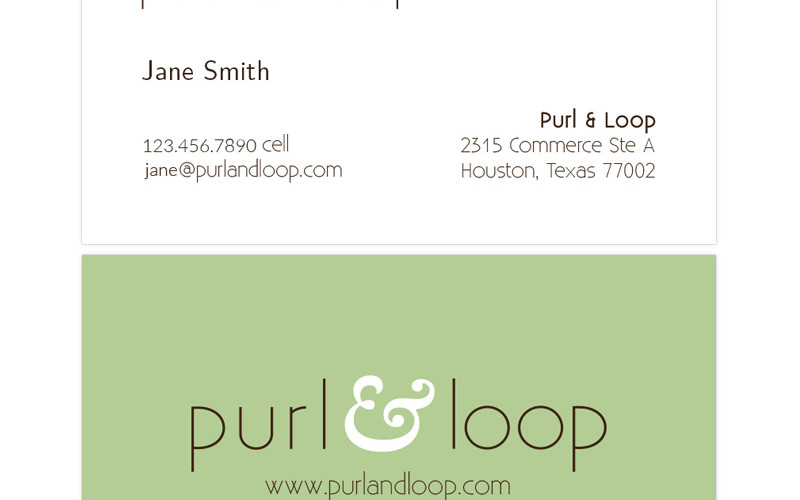 Jane Smith
Purl & Loop
123.456.7890 cell
2315 Commerce Ste A
jane@purlandloop.com
Houston, Texas 77002
purl & loop
www.purlandloop.com